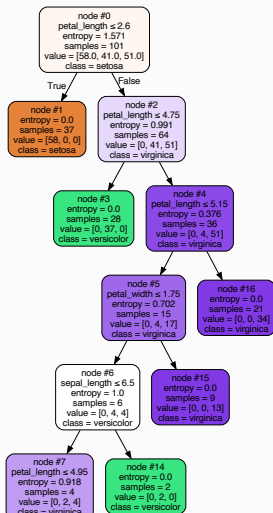 node #0
petal_length ≤ 2.6
entropy = 1.571
samples = 101
value = [58.0, 41.0, 51.0]
class = setosa
True
False
node #1
entropy = 0.0
samples = 37
value = [58, 0, 0]
class = setosa
node #2
petal_length ≤ 4.75
entropy = 0.991
samples = 64
value = [0, 41, 51]
class = virginica
node #3
entropy = 0.0
samples = 28
value = [0, 37, 0]
class = versicolor
node #4
petal_length ≤ 5.15
entropy = 0.376
samples = 36
value = [0, 4, 51]
class = virginica
node #5
petal_width ≤ 1.75
entropy = 0.702
samples = 15
value = [0, 4, 17]
class = virginica
node #16
entropy = 0.0
samples = 21
value = [0, 0, 34]
class = virginica
node #6
sepal_length ≤ 6.5
entropy = 1.0
samples = 6
value = [0, 4, 4]
class = versicolor
node #15
entropy = 0.0
samples = 9
value = [0, 0, 13]
class = virginica
node #7
petal_length ≤ 4.95
entropy = 0.918
samples = 4
value = [0, 2, 4]
class = virginica
node #14
entropy = 0.0
samples = 2
value = [0, 2, 0]
class = versicolor